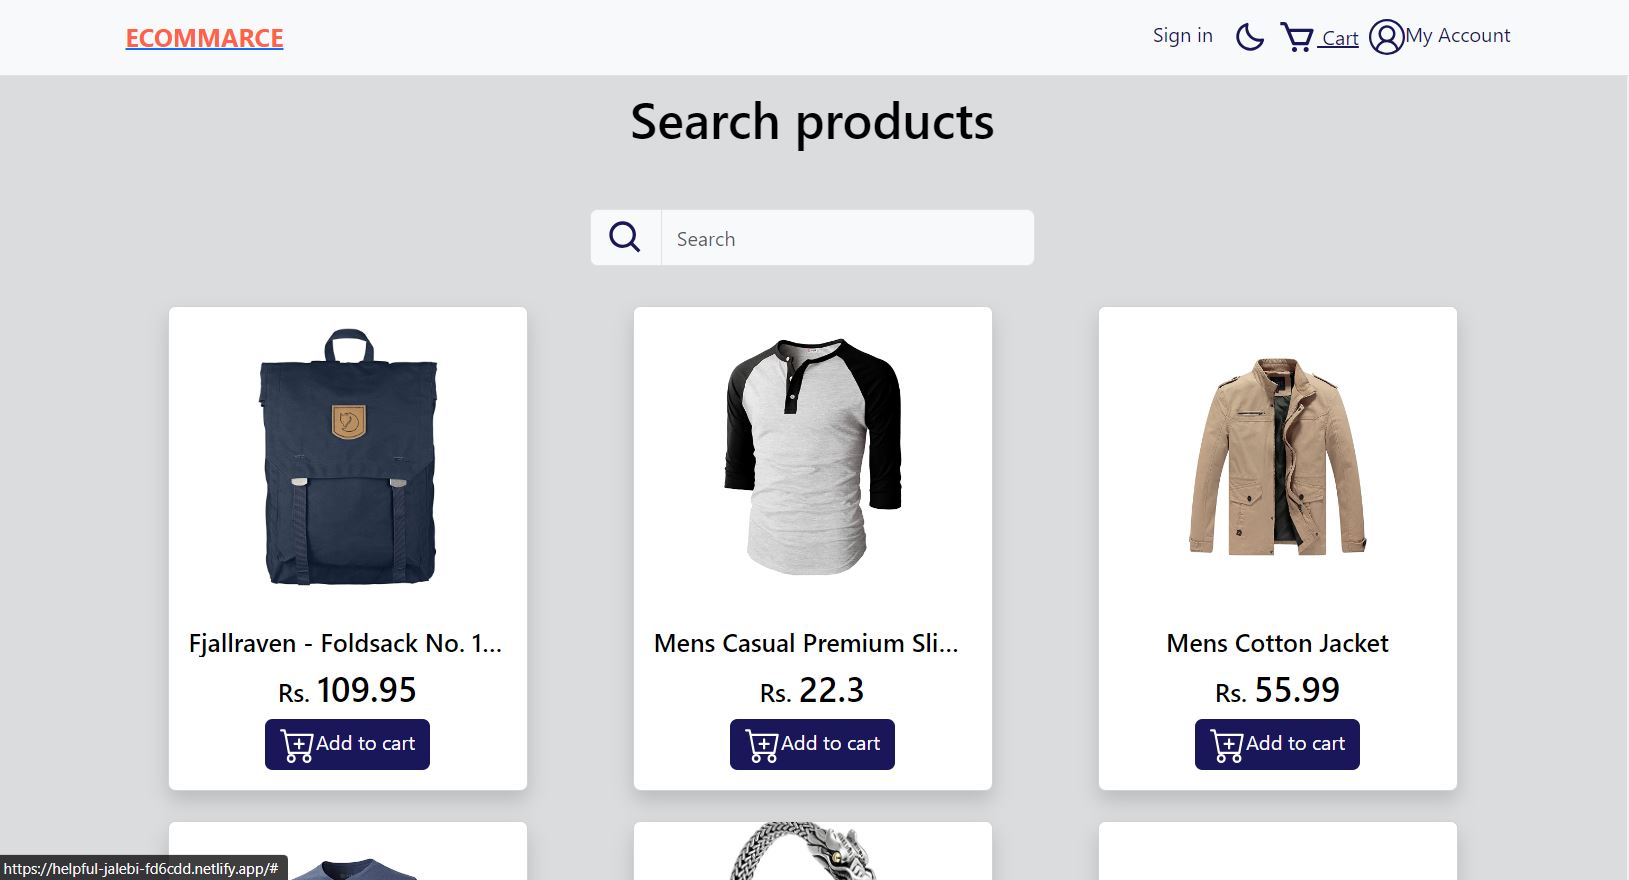 ECOMMARCE
Sign in
Cart
My Account
Search products
Search
Fjallraven - Foldsack No. 1...
Mens Casual Premium Sli...
Mens Cotton Jacket
Rs. 109.95
Rs. 22.3
Rs. 55.99
Add to cart
Add to cart
Add to cart
https://helpful-jalebi-fd6cdd.netlify.app/#